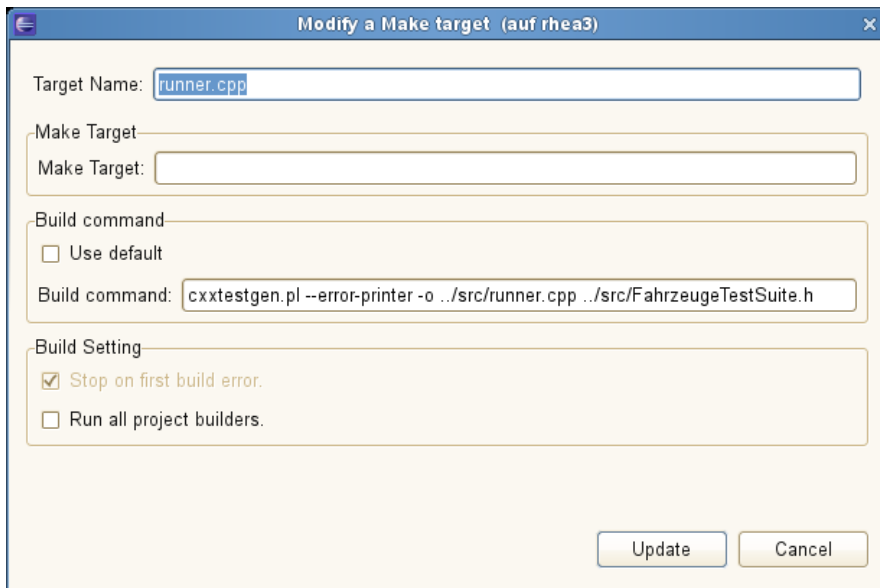 Modify a Make target (auf rhea3)
Target Name: runner.cpp
Make Target
Make Target:
Build command
Use default
Build command: cxxtestgen.pl --error-printer -o ../src/runner.cpp ../src/FahrzeugeTestSuite.h
Build Setting
Stop on first build error.
Run all project builders.
Update Cancel